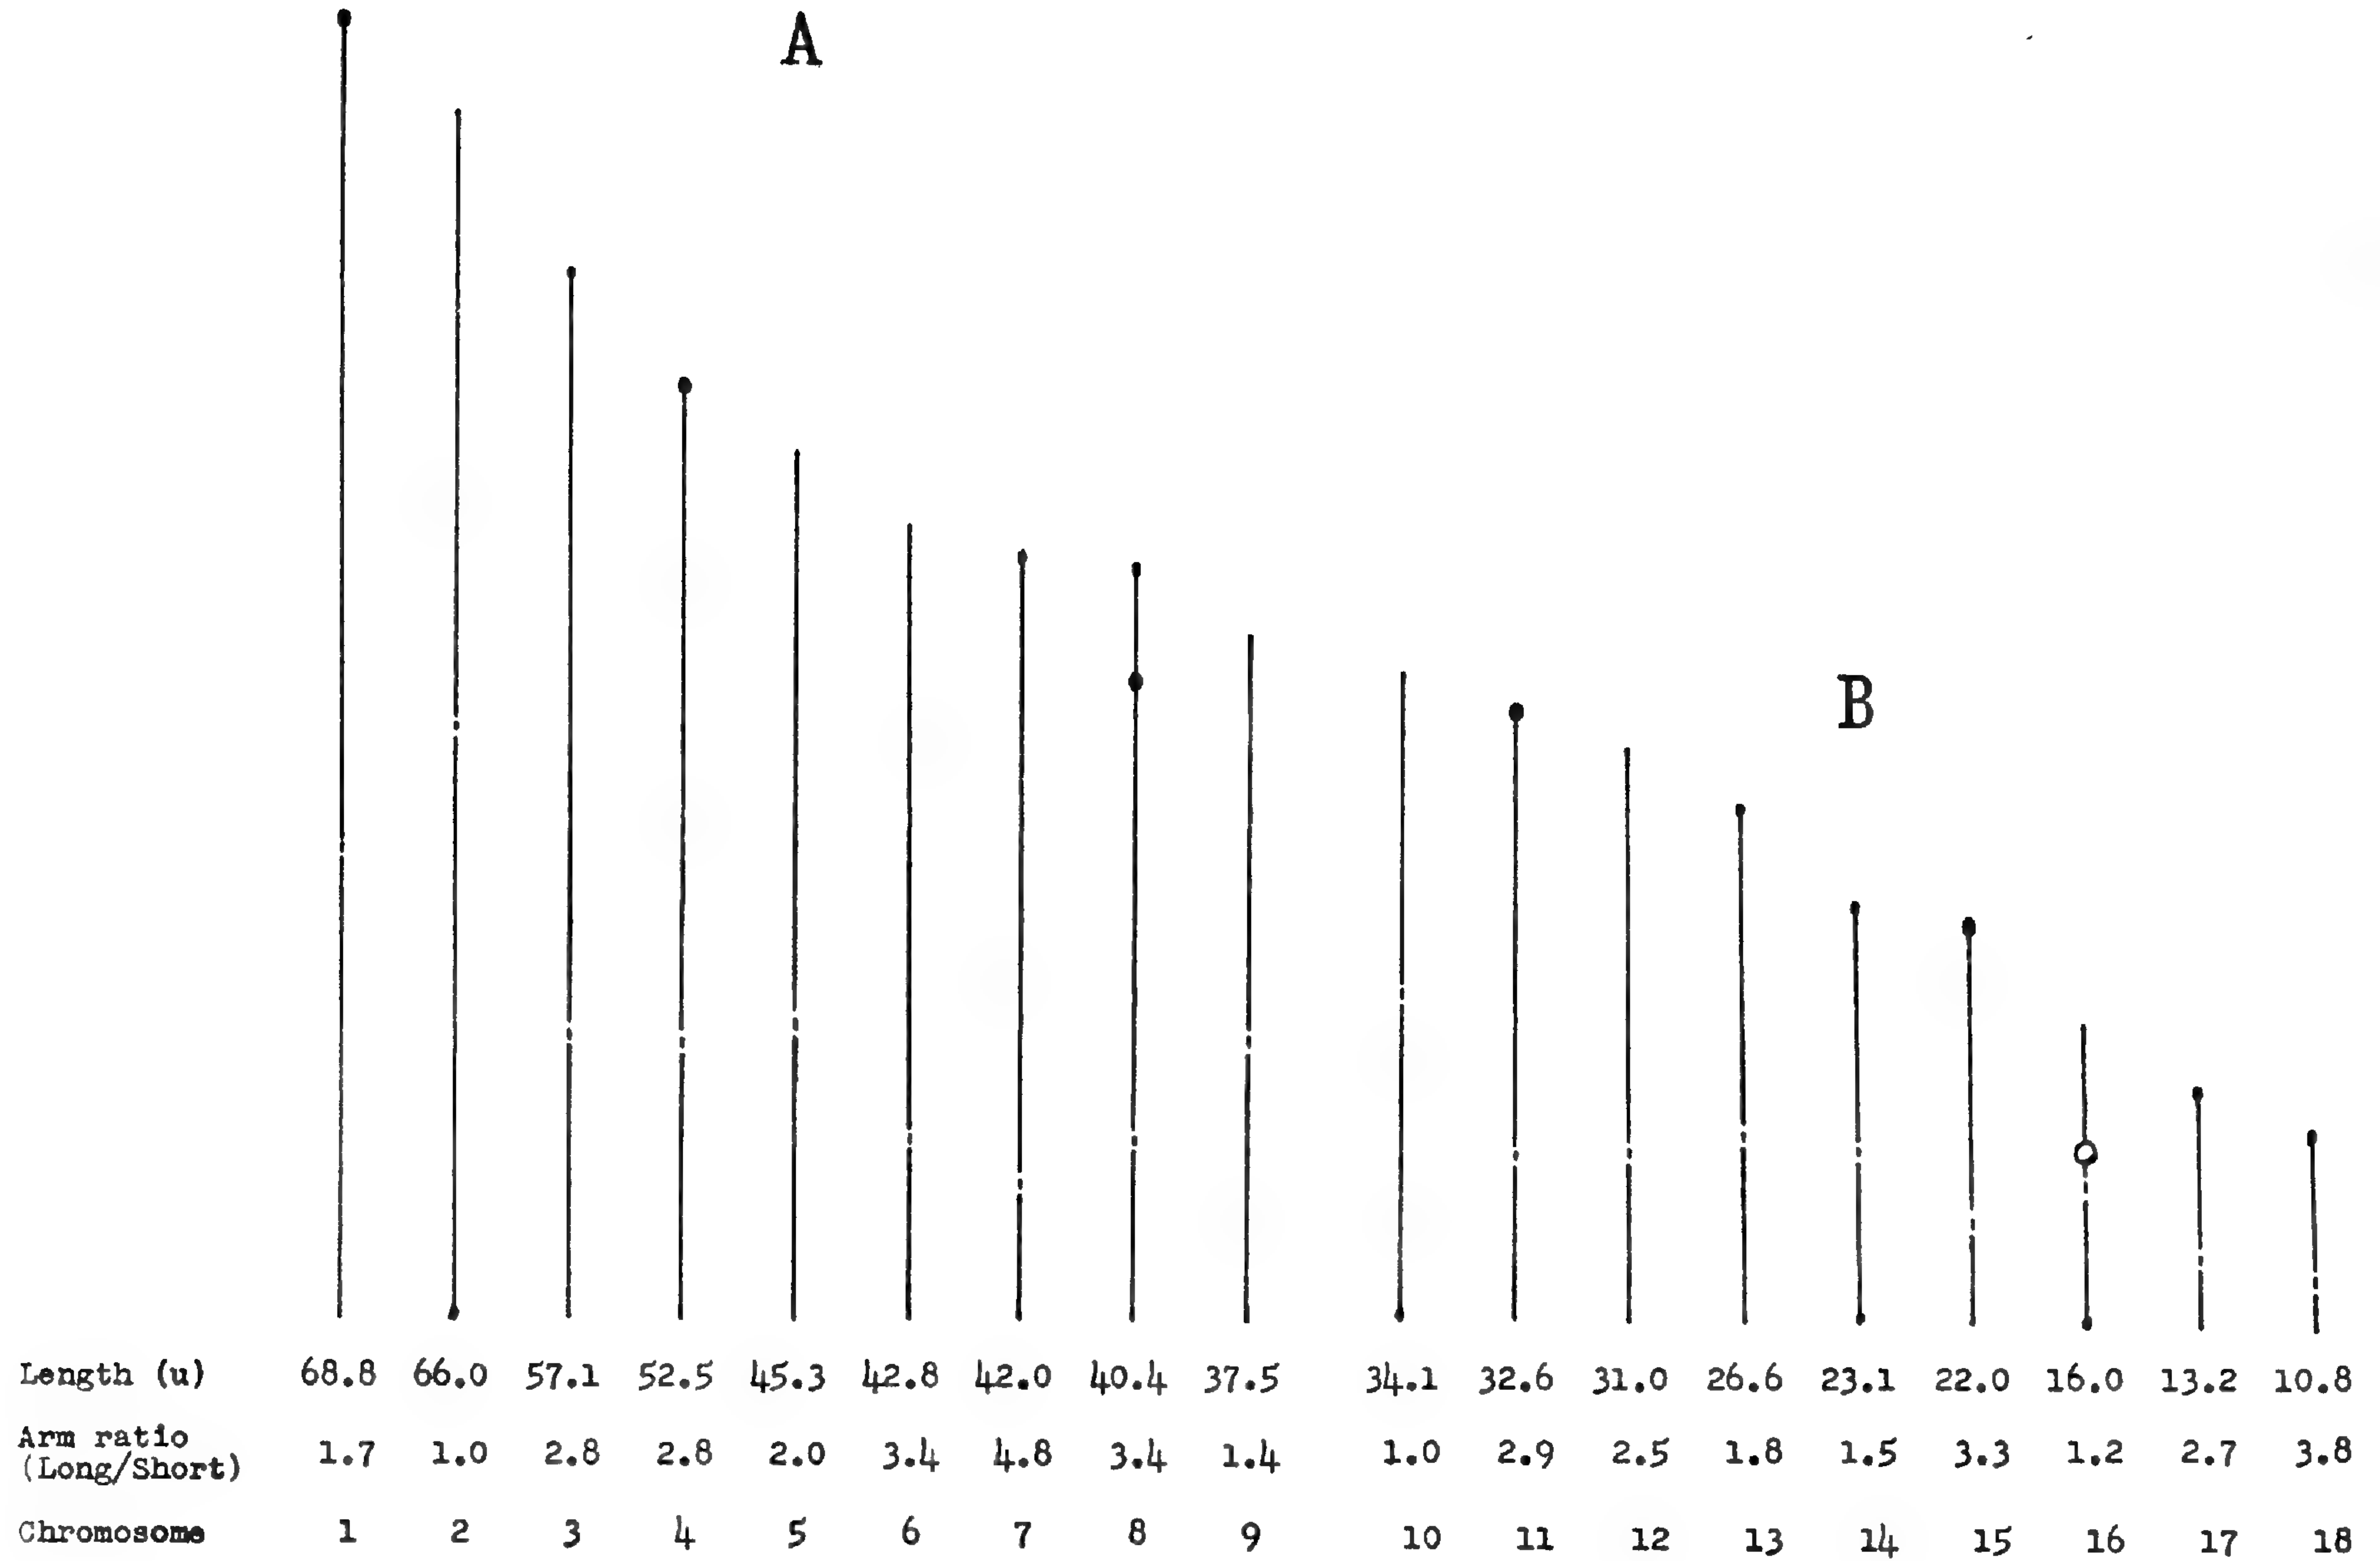 A
B
Length (u) 68.8 66.0 57.1 52.5 45.3 42.8 42.0 40.4 37.5 34.1 32.6 31.0 26.6 23.1 22.0 16.0 13.2 10.8
Arm ratio
(Long/Short) 1.7 1.0 2.8 2.8 2.0 3.4 4.8 3.4 1.4 1.0 2.9 2.5 1.8 1.5 3.3 1.2 2.7 3.8
Chromosome 1 2 3 4 5 6 7 8 9 10 11 12 13 14 15 16 17 18